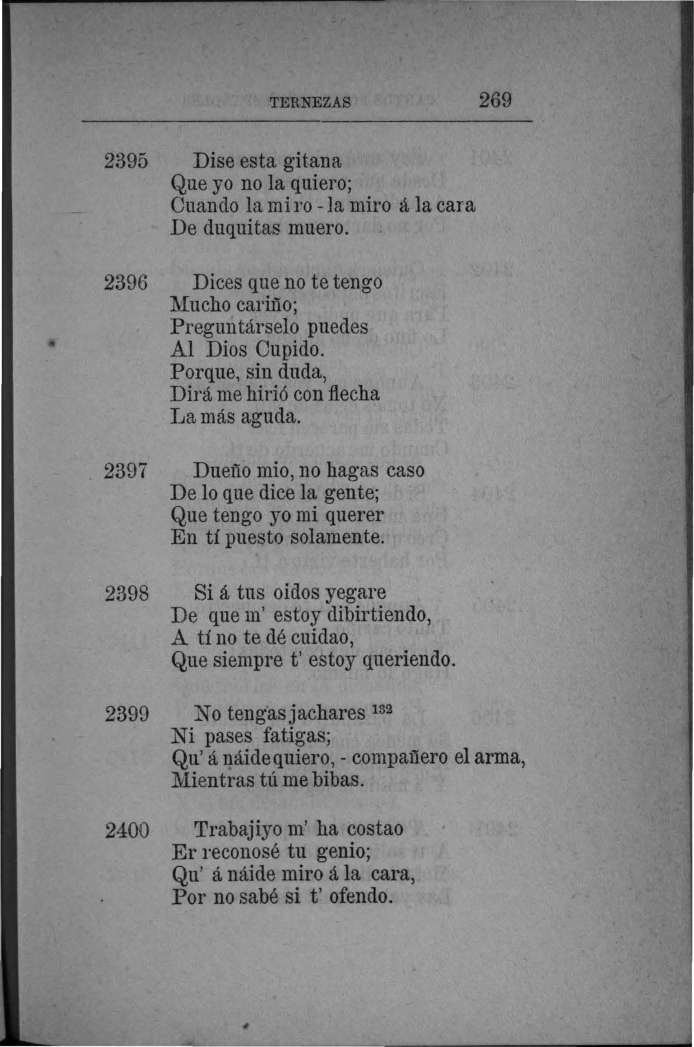 TERNEZAS 269
2395 Dise esta gitana
Que yo no la quiero;
Cuando la miro - la miro á la cara
De duquitas muero.
2396 Dices que no te tengo
Mucho cariño;
Preguntárselo puedes
Al Dios Cupido.
Porque, sin duda,
Dirá me hirió con flecha
La más aguda.
2397 Dueño mio, no hagas caso
De lo que dice la gente;
Que tengo yo mi querer
En tí puesto solamente.
2398 Si á tus oidos yegare
De que m' estoy dibirtiendo,
A tí no te dé cuidao,
Que siempre t' estoy queriendo.
2399 No tengas jachares ¹³²
Ni pases fatigas;
Qu' á náide quiero, - compañero el arma,
Mientras tú me bibas.
2400 Trabajiyo m' ha costao
Er reconosé tu genio;
Qu' á náide miro á la cara,
Por no sabé si t' ofendo.